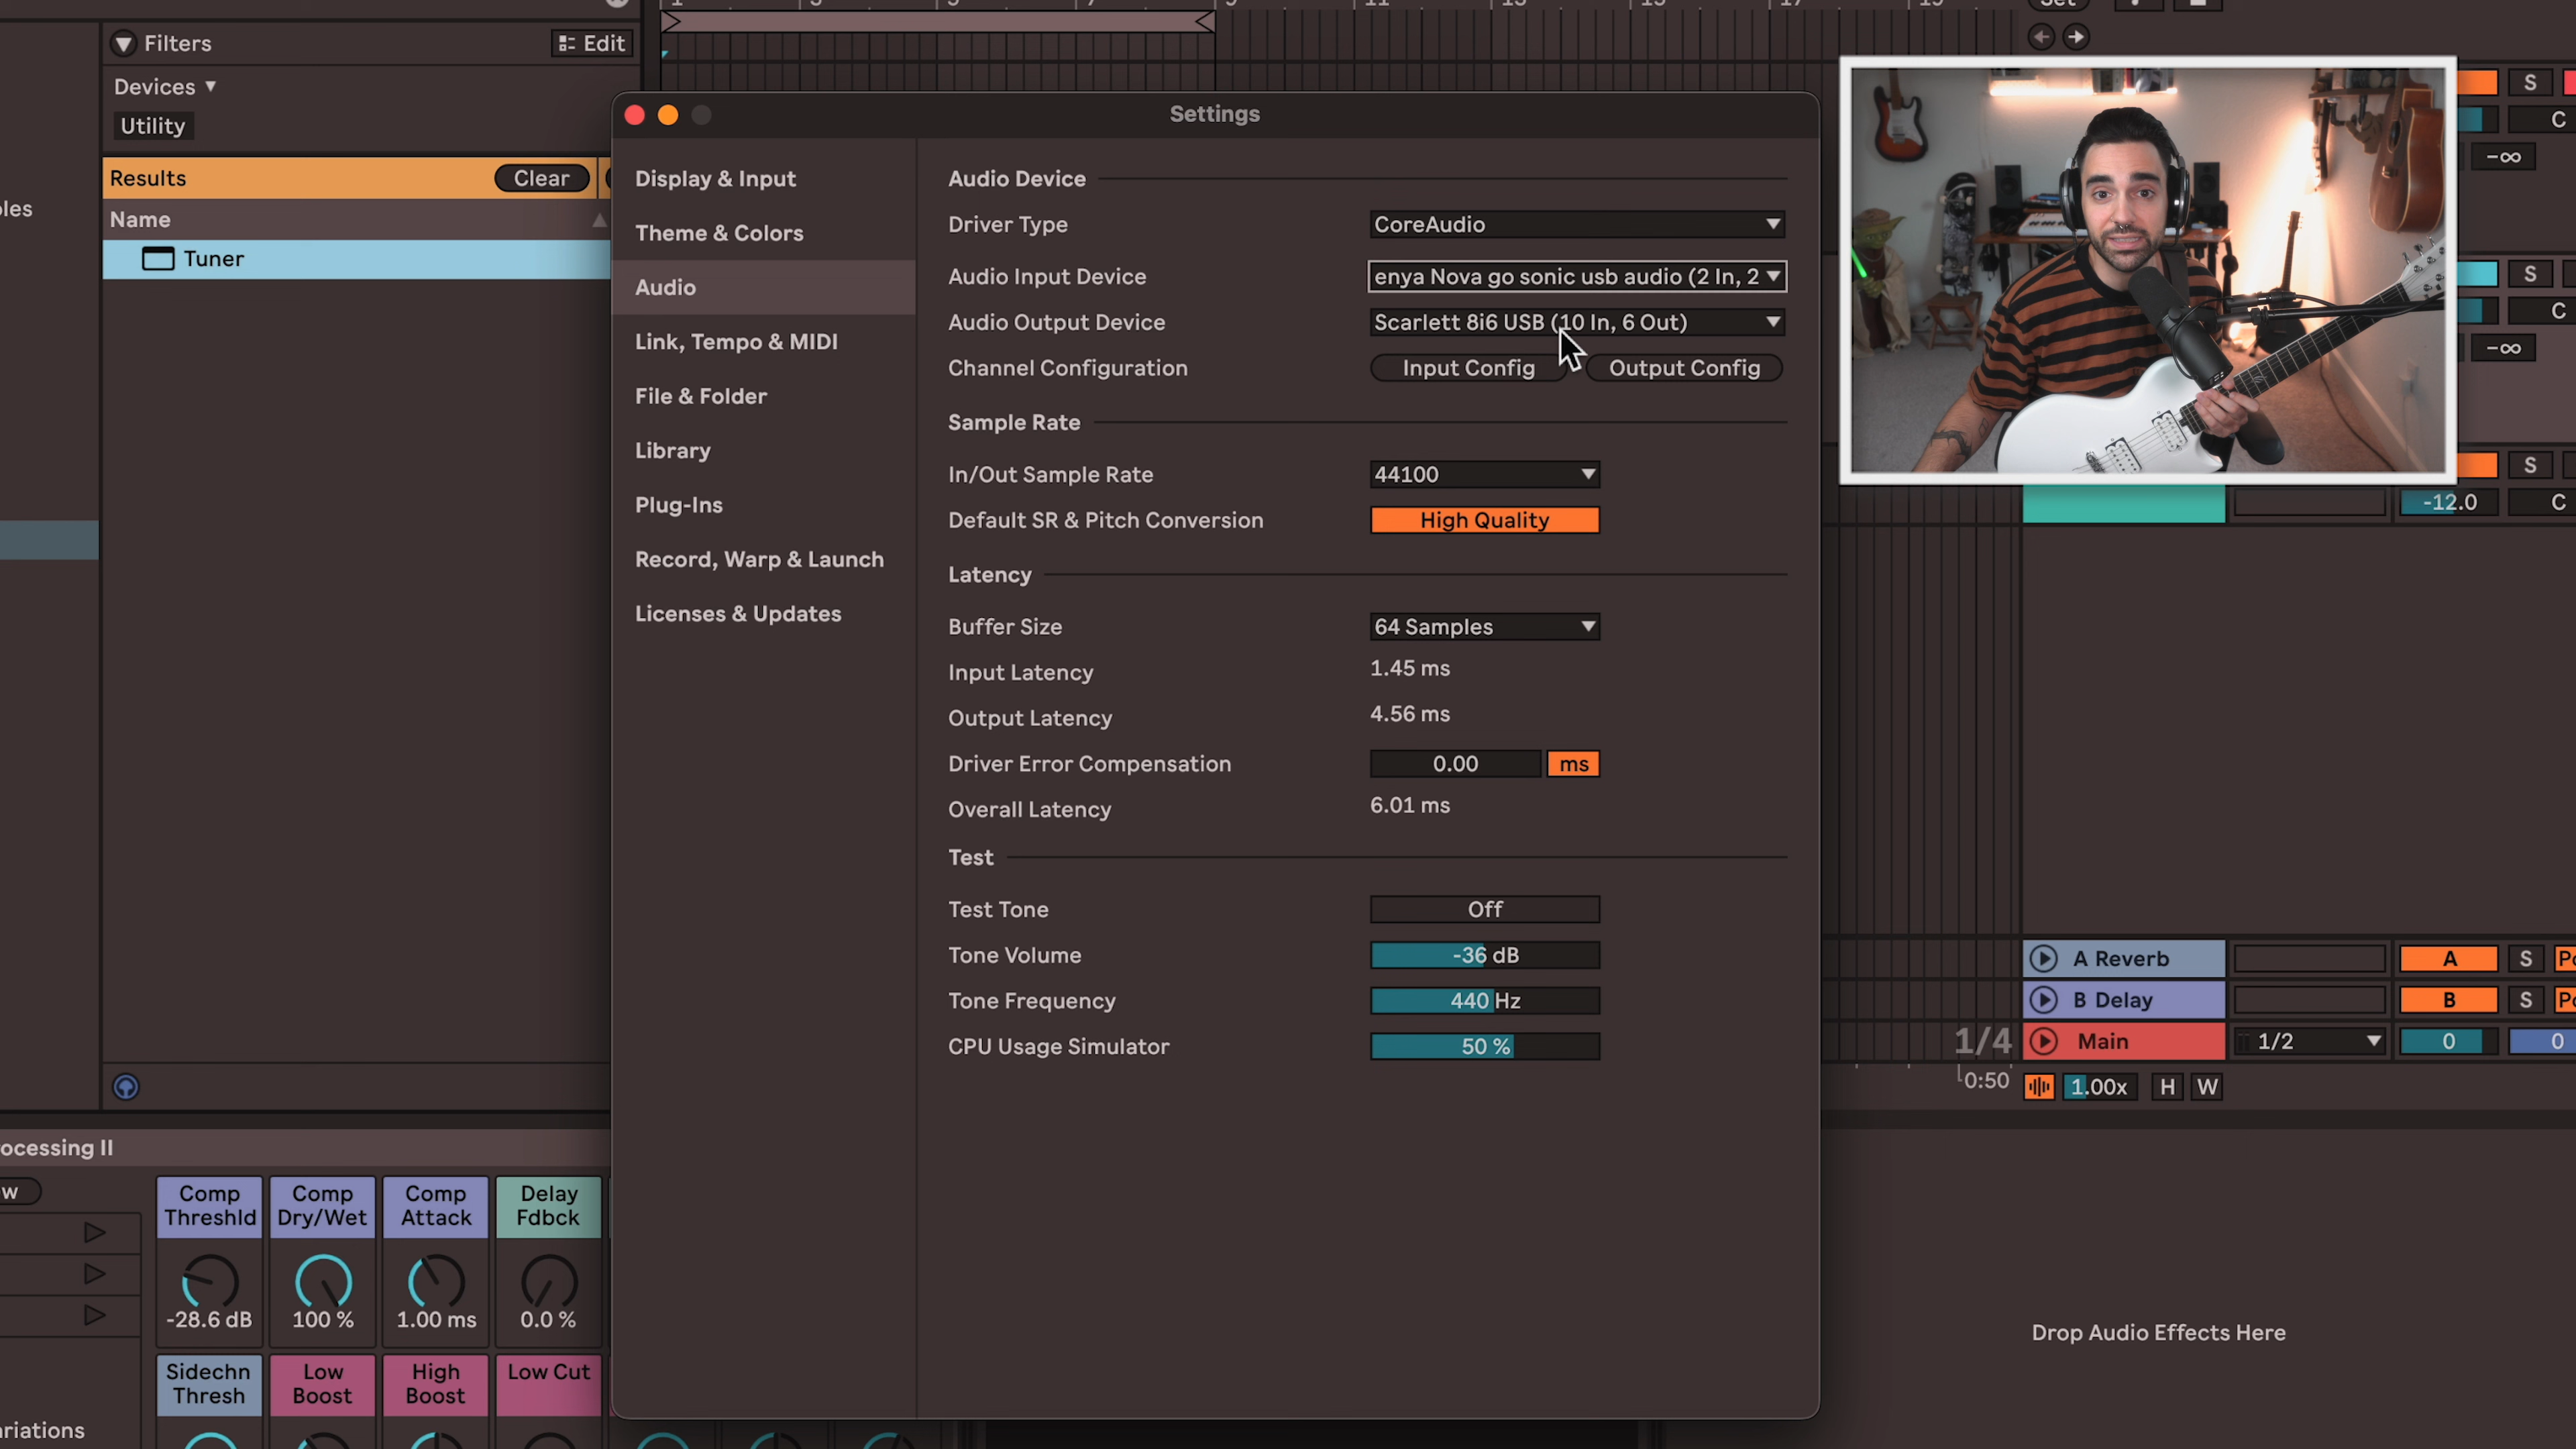 Filters
Edit
Devices
Utility
Results
Clear
Name
Tuner
Settings
Display & Input
Theme & Colors
Audio
Link, Tempo & MIDI
File & Folder
Library
Plug-Ins
Record, Warp & Launch
Licenses & Updates
Audio Device
Driver Type CoreAudio
Audio Input Device enya Nova go sonic usb audio (2 In, 2
Audio Output Device Scarlett 8i6 USB (10 In, 6 Out)
Channel Configuration Input Config Output Config
Sample Rate
In/Out Sample Rate 44100
Default SR & Pitch Conversion High Quality
Latency
Buffer Size 64 Samples
Input Latency 1.45 ms
Output Latency 4.56 ms
Driver Error Compensation 0.00 ms
Overall Latency 6.01 ms
Test
Test Tone Off
Tone Volume -36 dB
Tone Frequency 440 Hz
CPU Usage Simulator 50 %
S
C
-∞
S
C
-∞
S
-12.0 C
A Reverb A S
B Delay B S
1/4 Main 1/2 0 0
0:50 1.00x H W
ocessing II
Comp Threshld
Comp Dry/Wet
Comp Attack
Delay Fdbck
-28.6 dB 100 % 1.00 ms 0.0 %
Sidechn Thresh
Low Boost
High Boost
Low Cut
ariations
Drop Audio Effects Here